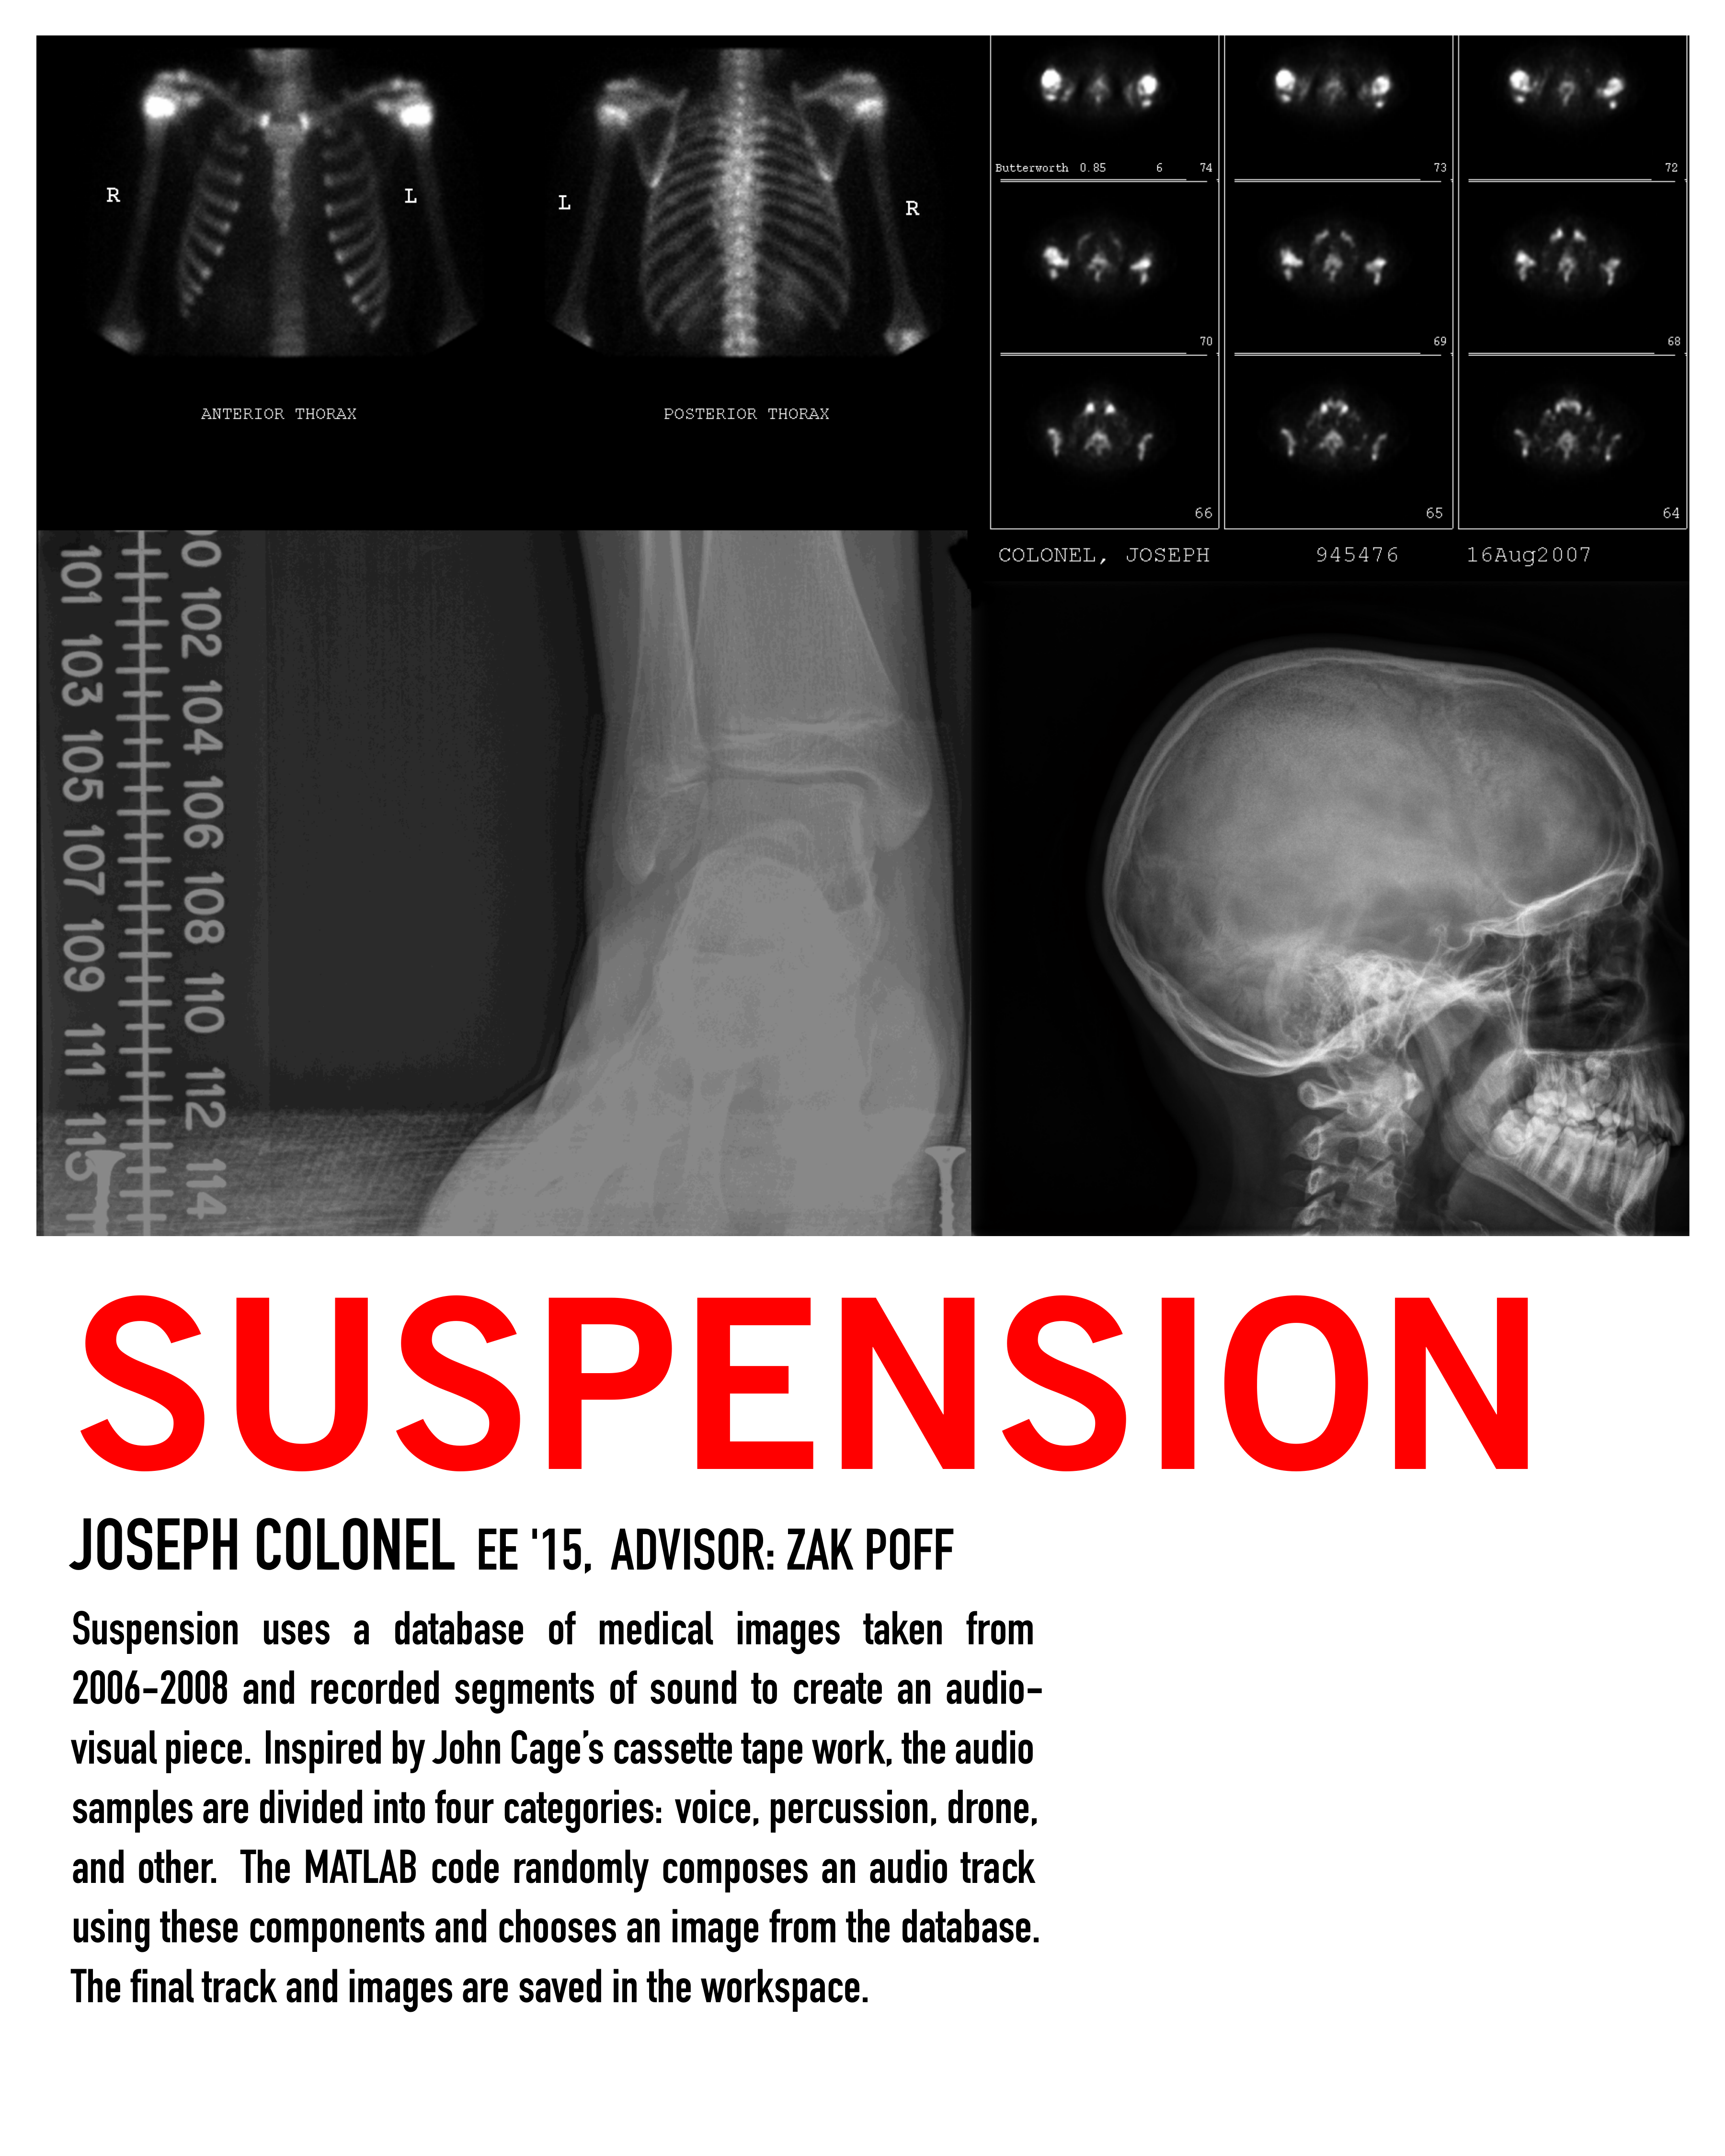 R
L
L
R
ANTERIOR THORAX
POSTERIOR THORAX
Butterworth 0.85 6 74
73
72
70
69
68
66
65
64
COLONEL, JOSEPH 945476 16Aug2007
101 103 105 107 109 111
102 104 106 108 110 112 114
SUSPENSION
JOSEPH COLONEL EE '15, ADVISOR: ZAK POFF
Suspension uses a database of medical images taken from
2006-2008 and recorded segments of sound to create an audio-
visual piece. Inspired by John Cage’s cassette tape work, the audio
samples are divided into four categories: voice, percussion, drone,
and other. The MATLAB code randomly composes an audio track
using these components and chooses an image from the database.
The final track and images are saved in the workspace.